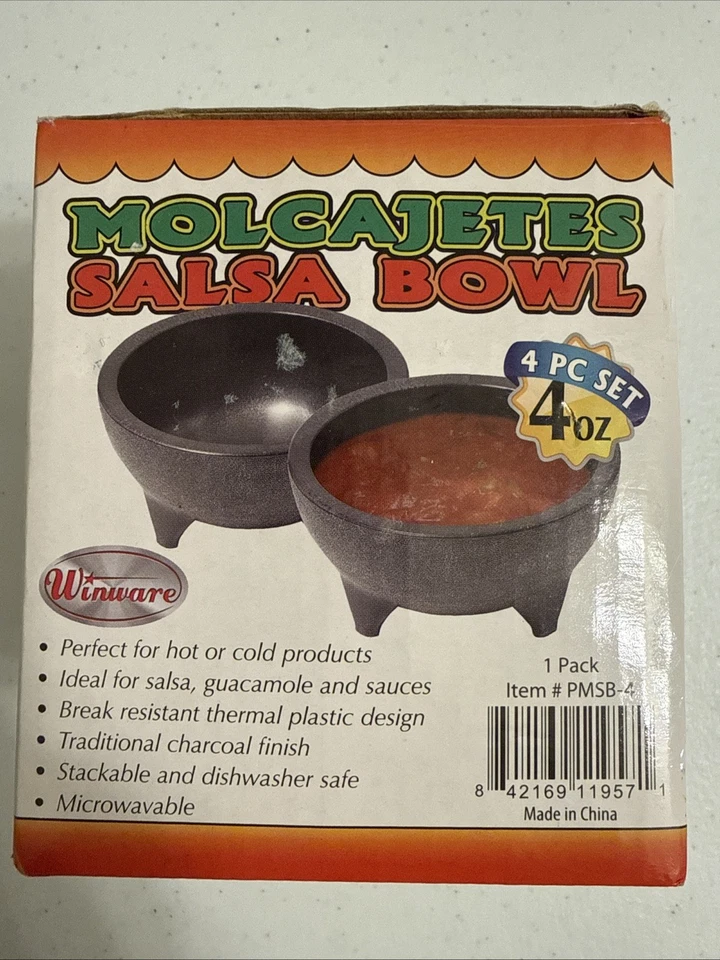 MOLCAJETES
SALSA BOWL
4 PC SET
4 OZ
Winware
• Perfect for hot or cold products
• Ideal for salsa, guacamole and sauces
• Break resistant thermal plastic design
• Traditional charcoal finish
• Stackable and dishwasher safe
• Microwavable
1 Pack
Item # PMSB-4
8 42169 11957 1
Made in China